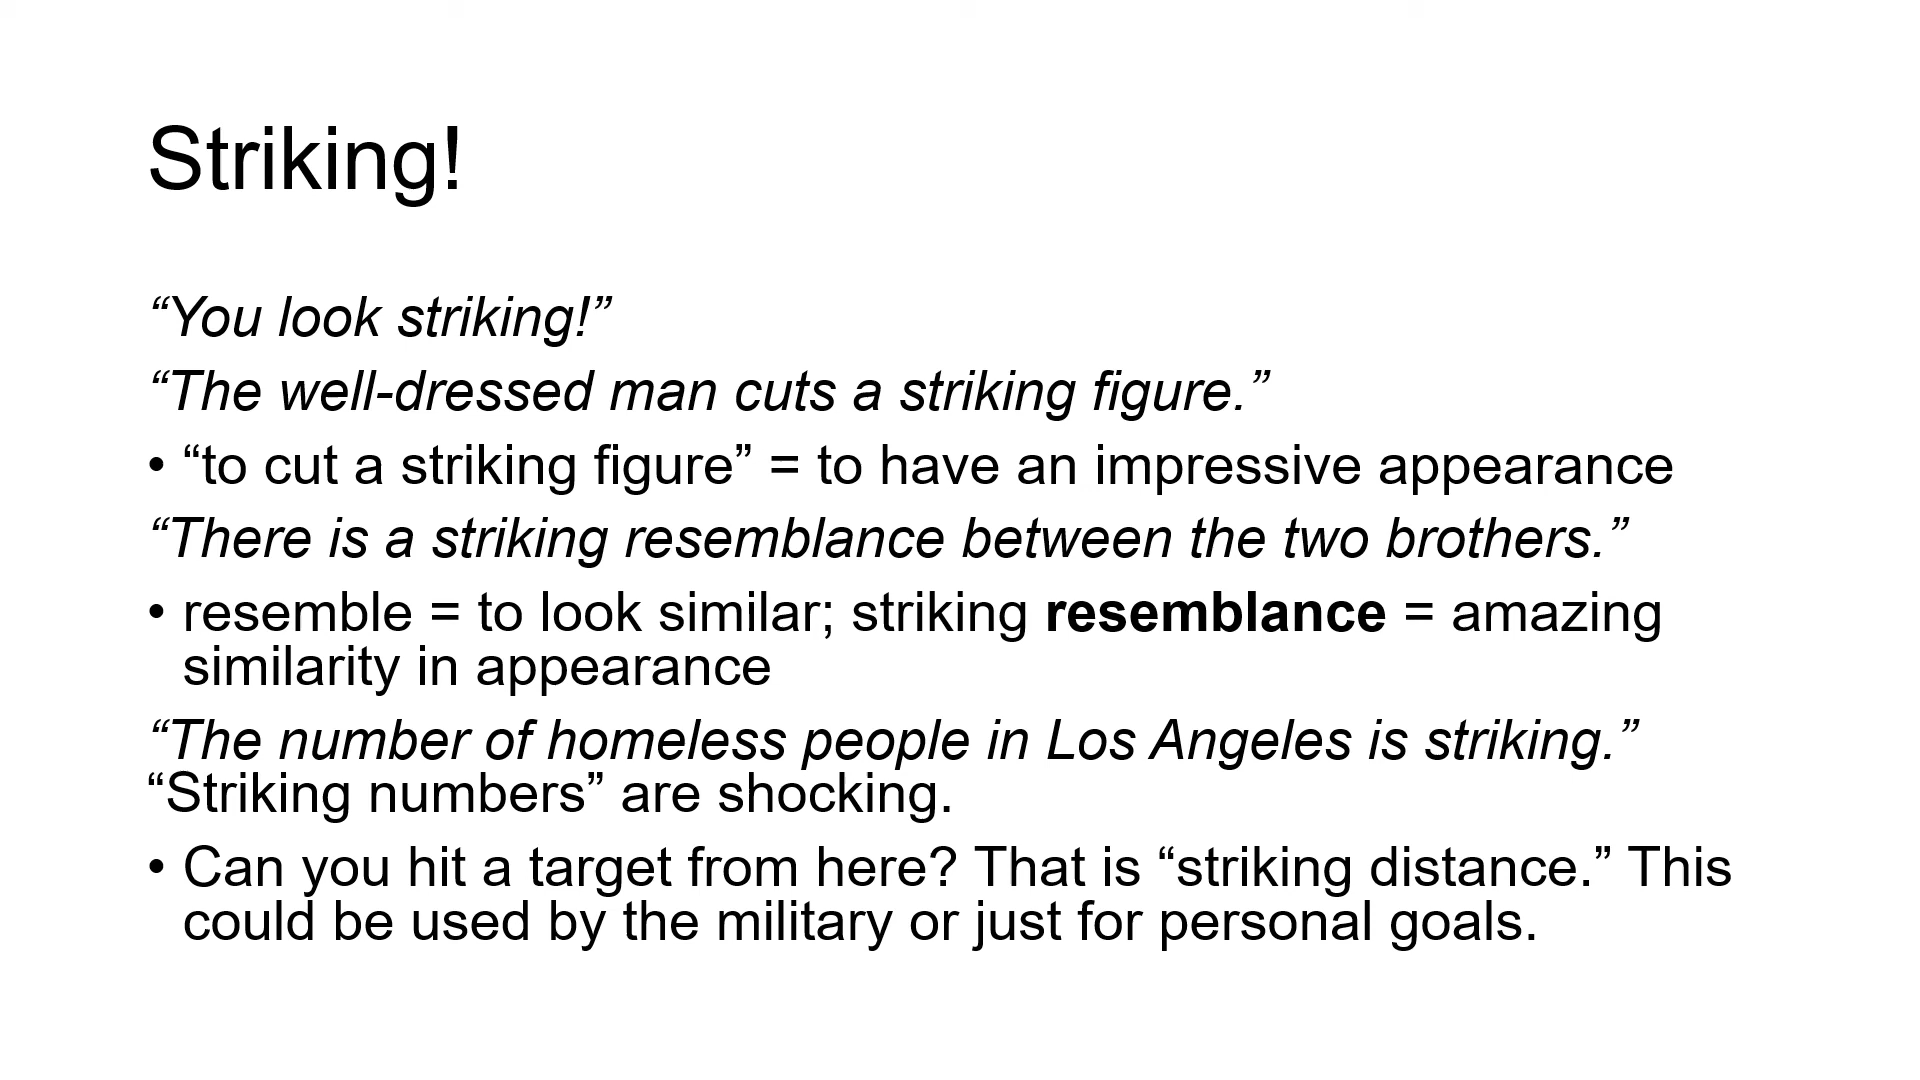 Striking!
“You look striking!”
“The well-dressed man cuts a striking figure.”
• “to cut a striking figure” = to have an impressive appearance
“There is a striking resemblance between the two brothers.”
• resemble = to look similar; striking resemblance = amazing
similarity in appearance
“The number of homeless people in Los Angeles is striking.”
“Striking numbers” are shocking.
• Can you hit a target from here? That is “striking distance.” This
could be used by the military or just for personal goals.